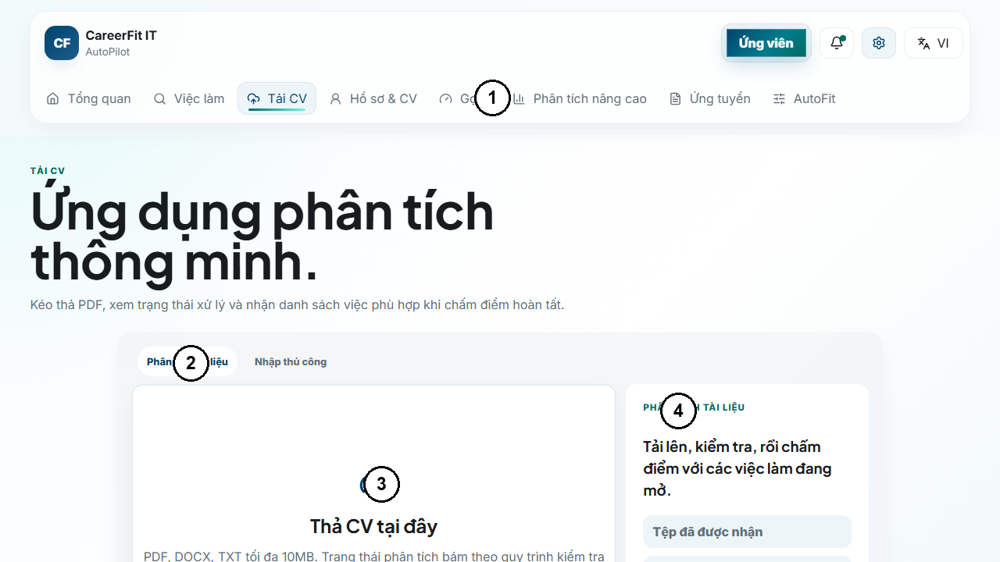 CF
CareerFit IT
AutoPilot
Ứng viên
VI
Tổng quan
Việc làm
Tải CV
Hồ sơ & CV
1
Phân tích nâng cao
Ứng tuyển
AutoFit
TẢI CV
Ứng dụng phân tích
thông minh.
Kéo thả PDF, xem trạng thái xử lý và nhận danh sách việc phù hợp khi chấm điểm hoàn tất.
Phân 2 liệu
Nhập thủ công
4 TÀI LIỆU
Tải lên, kiểm tra, rồi chấm
điểm với các việc làm đang
mở.
3
Thả CV tại đây
Tệp đã được nhận
PDF, DOCX, TXT tối đa 10MB. Trạng thái phân tích bám theo quy trình kiểm tra